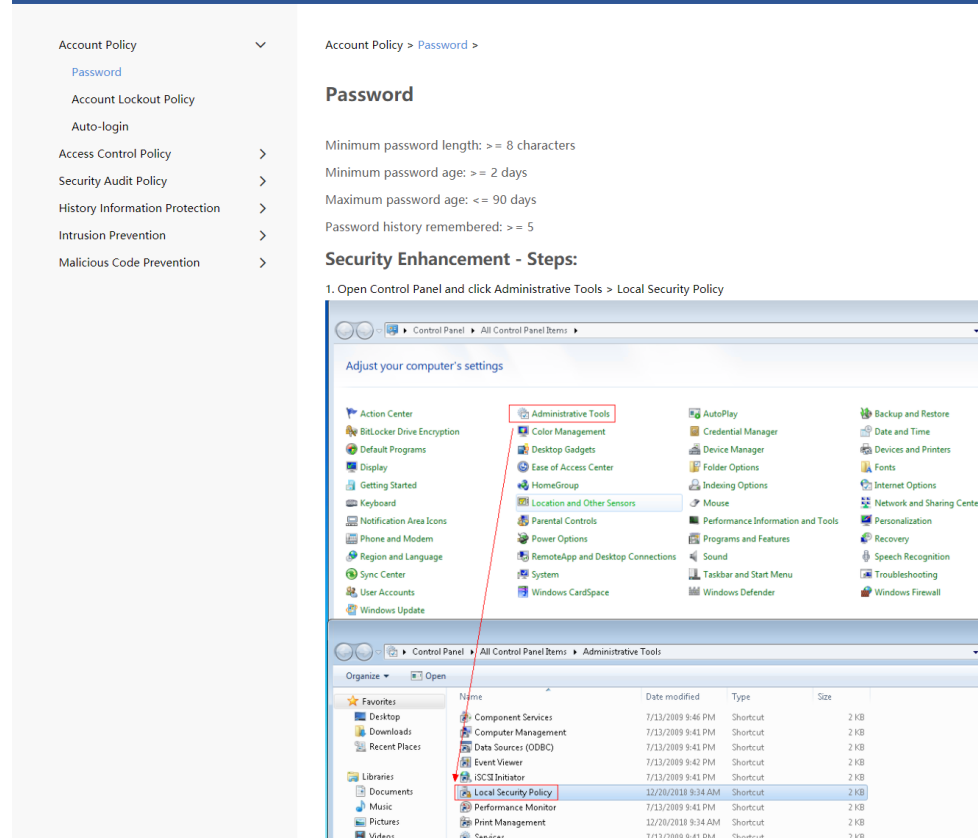 Account Policy
Password
Account Lockout Policy
Auto-login
Access Control Policy
Security Audit Policy
History Information Protection
Intrusion Prevention
Malicious Code Prevention
Account Policy > Password >
Password
Minimum password length: >= 8 characters
Minimum password age: >= 2 days
Maximum password age: <= 90 days
Password history remembered: >= 5
Security Enhancement - Steps:
1. Open Control Panel and click Administrative Tools > Local Security Policy
Control Panel All Control Panel Items
Adjust your computer's settings
Action Center Administrative Tools AutoPlay Backup and Restore
BitLocker Drive Encryption Color Management Credential Manager Date and Time
Default Programs Desktop Gadgets Device Manager Devices and Printers
Display Ease of Access Center Folder Options Fonts
Getting Started HomeGroup Indexing Options Internet Options
Keyboard Location and Other Sensors Mouse Network and Sharing Cente
Notification Area Icons Parental Controls Performance Information and Tools Personalization
Phone and Modem Power Options Programs and Features Recovery
Region and Language RemoteApp and Desktop Connections Sound Speech Recognition
Sync Center System Taskbar and Start Menu Troubleshooting
User Accounts Windows CardSpace Windows Defender Windows Firewall
Windows Update
Control Panel All Control Panel Items Administrative Tools
Organize Open
Favorites
Desktop
Downloads
Recent Places
Libraries
Documents
Music
Pictures
Videos
Name Date modified Type Size
Component Services 7/13/2009 9:46 PM Shortcut 2 KB
Computer Management 7/13/2009 9:41 PM Shortcut 2 KB
Data Sources (ODBC) 7/13/2009 9:41 PM Shortcut 2 KB
Event Viewer 7/13/2009 9:42 PM Shortcut 2 KB
iSCSI Initiator 7/13/2009 9:41 PM Shortcut 2 KB
Local Security Policy 12/20/2018 9:34 AM Shortcut 2 KB
Performance Monitor 7/13/2009 9:41 PM Shortcut 2 KB
Print Management 12/20/2018 9:34 AM Shortcut 2 KB
Services 7/13/2009 9:41 PM Shortcut 2 KB